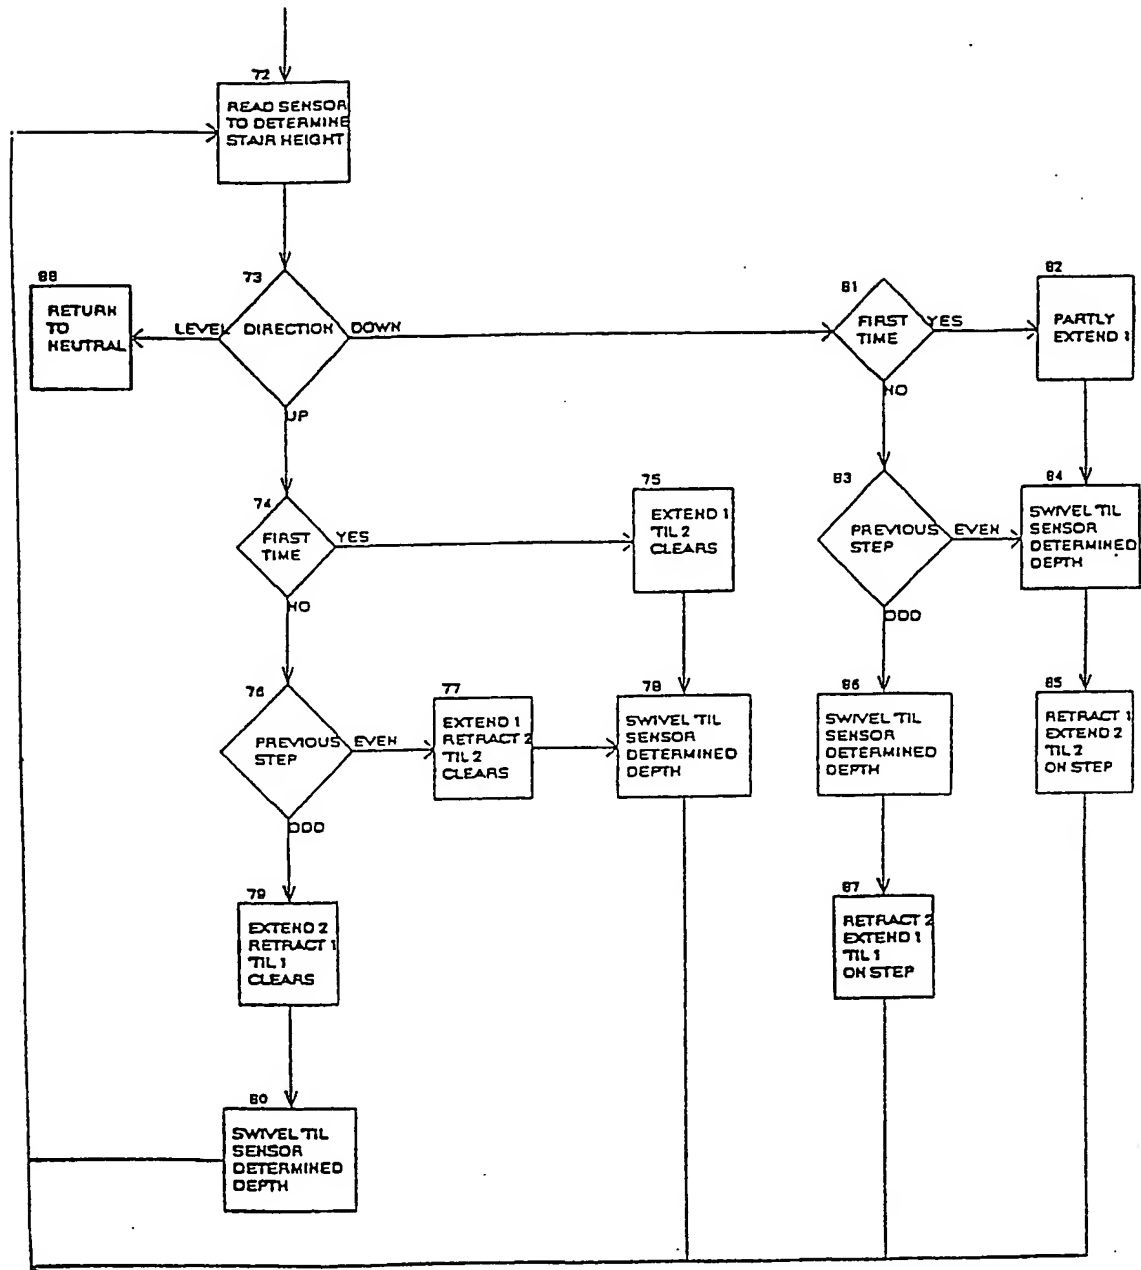 72
READ SENSOR
TO DETERMINE
STAIR HEIGHT
88
RETURN
TO
NEUTRAL
LEVEL
73
DIRECTION
DOWN
UP
81
FIRST
TIME
YES
NO
82
PARTLY
EXTEND 1
74
FIRST
TIME
YES
NO
75
EXTEND 1
TIL 2
CLEARS
83
PREVIOUS
STEP
EVEN
ODD
84
SWIVEL 'TIL
SENSOR
DETERMINED
DEPTH
76
PREVIOUS
STEP
EVEN
ODD
77
EXTEND 1
RETRACT 2
'TIL 2
CLEARS
78
SWIVEL 'TIL
SENSOR
DETERMINED
DEPTH
86
SWIVEL 'TIL
SENSOR
DETERMINED
DEPTH
85
RETRACT 1
EXTEND 2
'TIL 2
ON STEP
79
EXTEND 2
RETRACT 1
'TIL 1
CLEARS
87
RETRACT 2
EXTEND 1
'TIL 1
ON STEP
80
SWIVEL 'TIL
SENSOR
DETERMINED
DEPTH